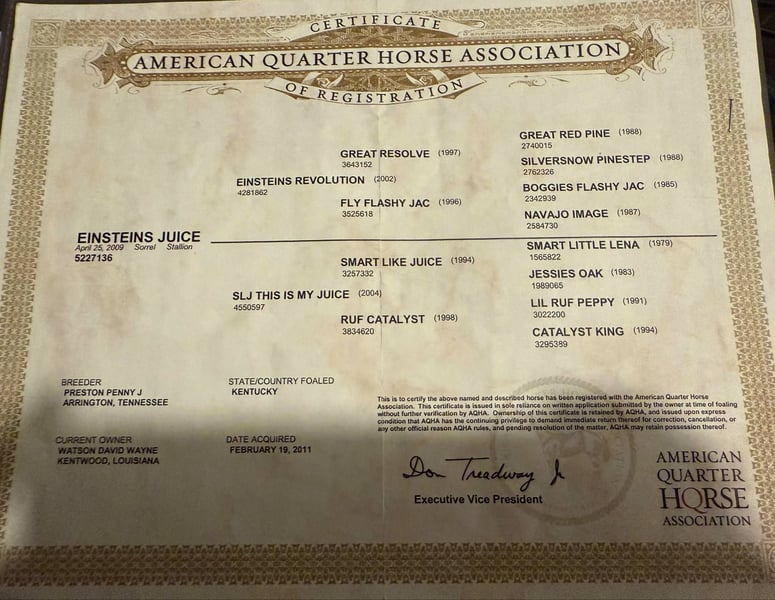 CERTIFICATE
AMERICAN QUARTER HORSE ASSOCIATION
OF REGISTRATION
GREAT RED PINE (1988)
2740015
GREAT RESOLVE (1997)
3643152
SILVERSNOW PINESTEP (1988)
2762326
EINSTEINS REVOLUTION (2002)
4281862
BOGGIES FLASHY JAC (1985)
2342939
FLY FLASHY JAC (1996)
3525618
NAVAJO IMAGE (1987)
2584730
EINSTEINS JUICE
April 25, 2009 Sorrel Stallion
5227136
SMART LITTLE LENA (1979)
1565822
SMART LIKE JUICE (1994)
3257332
JESSIES OAK (1983)
1989065
SLJ THIS IS MY JUICE (2004)
4550597
LIL RUF PEPPY (1991)
3022200
RUF CATALYST (1998)
3834620
CATALYST KING (1994)
3295389
BREEDER
PRESTON PENNY J
ARRINGTON, TENNESSEE
STATE/COUNTRY FOALED
KENTUCKY
CURRENT OWNER
WATSON DAVID WAYNE
KENTWOOD, LOUISIANA
DATE ACQUIRED
FEBRUARY 19, 2011
This is to certify the above named and described horse has been registered with the American Quarter Horse
Association. This certificate is issued in sole reliance on written application submitted by the owner at time of foaling
without further verification by AQHA. Ownership of this certificate is retained by AQHA, and issued upon express
condition that AQHA has the continuing privilege to demand immediate return thereof for correction, cancellation, or
any other official reason AQHA rules, and pending resolution of the matter, AQHA may retain possession thereof.
Don Treadway Jr
Executive Vice President
AMERICAN
QUARTER
HORSE
ASSOCIATION